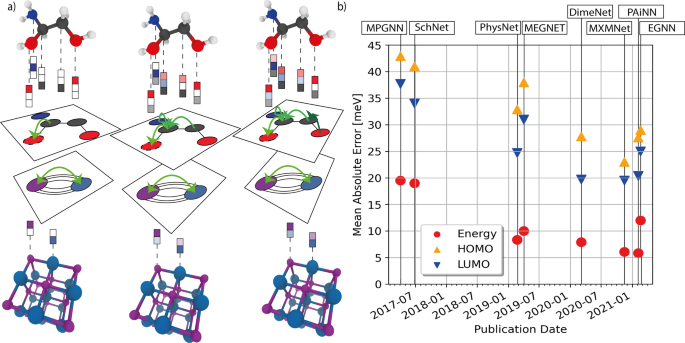 a)
b)
DimeNet
PAiNN
MPGNN
SchNet
PhysNet
MEGNET
MXMNet
EGNN
45
40
35
30
25
20
15
10
5
0
Mean Absolute Error [meV]
Energy
HOMO
LUMO
2017-07
2018-01
2018-07
2019-01
2019-07
2020-01
2020-07
2021-01
Publication Date